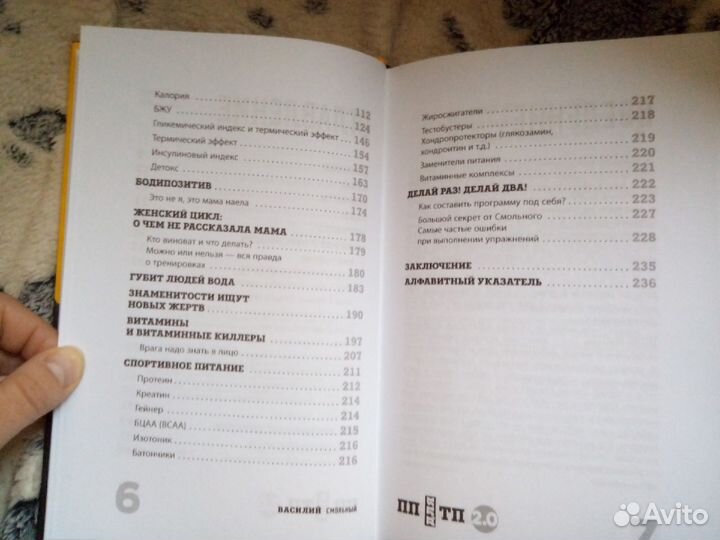 Калория 112
БЖУ 124
Гликемический индекс и термический эффект 146
Термический эффект 154
Инсулиновый индекс 157
Детокс 163
БОДИПОЗИТИВ 170
Это не я, это мама наела 174
ЖЕНСКИЙ ЦИКЛ:
О ЧЕМ НЕ РАССКАЗАЛА МАМА 178
Кто виноват и что делать? 179
Можно или нельзя — вся правда
о тренировках 180
ГУБИТ ЛЮДЕЙ ВОДА 183
ЗНАМЕНИТОСТИ ИЩУТ
НОВЫХ ЖЕРТВ 190
ВИТАМИНЫ
И ВИТАМИННЫЕ КИЛЛЕРЫ 197
Врага надо знать в лицо 207
СПОРТИВНОЕ ПИТАНИЕ 211
Протеин 212
Креатин 214
Гейнер 214
БЦАА (BCAA) 215
Изотоник 216
Батончики 216
6
ВАСИЛИЙ СМОЛЬНЫЙ
Жиросжигатели 217
Тестобустеры 218
Хондропротекторы (глюкозамин,
хондроитин и т.д.) 219
Заменители питания 220
Витаминные комплексы 221
ДЕЛАЙ РАЗ! ДЕЛАЙ ДВА! 222
Как составить программу под себя? 223
Большой секрет от Смольного 227
Самые частые ошибки
при выполнении упражнений 228
ЗАКЛЮЧЕНИЕ 235
АЛФАВИТНЫЙ УКАЗАТЕЛЬ 236
ПП ДЛЯ ТП 2.0
7
Avito